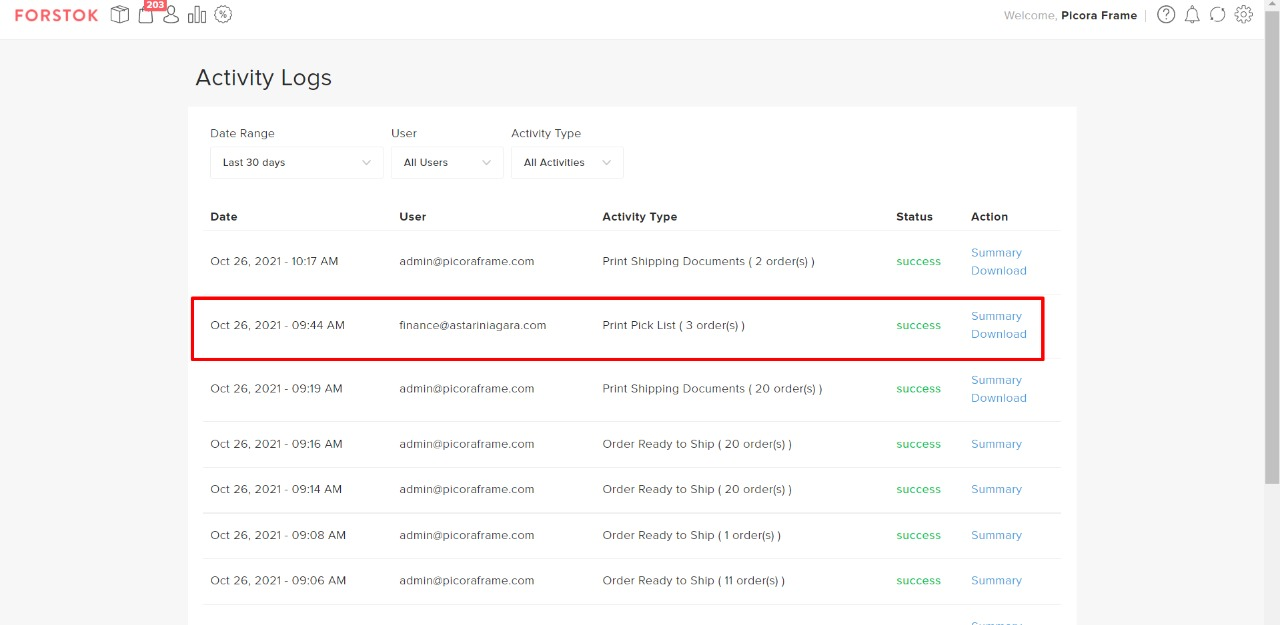 FORSTOK 203 Welcome, Picora Frame
Activity Logs
Date Range User Activity Type
Last 30 days All Users All Activities
Date User Activity Type Status Action
Oct 26, 2021 - 10:17 AM admin@picoraframe.com Print Shipping Documents ( 2 order(s) ) success Summary
Download
Oct 26, 2021 - 09:44 AM finance@astariniagara.com Print Pick List ( 3 order(s) ) success Summary
Download
Oct 26, 2021 - 09:19 AM admin@picoraframe.com Print Shipping Documents ( 20 order(s) ) success Summary
Download
Oct 26, 2021 - 09:16 AM admin@picoraframe.com Order Ready to Ship ( 20 order(s) ) success Summary
Oct 26, 2021 - 09:14 AM admin@picoraframe.com Order Ready to Ship ( 20 order(s) ) success Summary
Oct 26, 2021 - 09:08 AM admin@picoraframe.com Order Ready to Ship ( 1 order(s) ) success Summary
Oct 26, 2021 - 09:06 AM admin@picoraframe.com Order Ready to Ship ( 11 order(s) ) success Summary